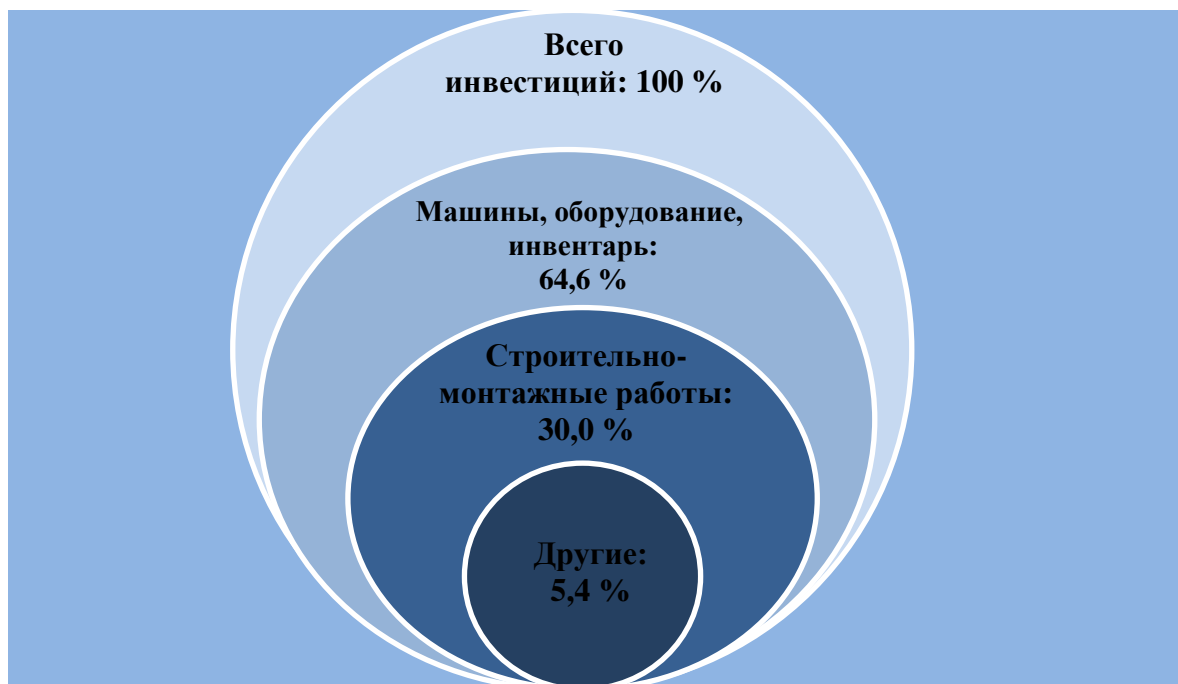 Всего
инвестиций: 100 %
Машины, оборудование,
инвентарь:
64,6 %
Строительно-
монтажные работы:
30,0 %
Другие:
5,4 %